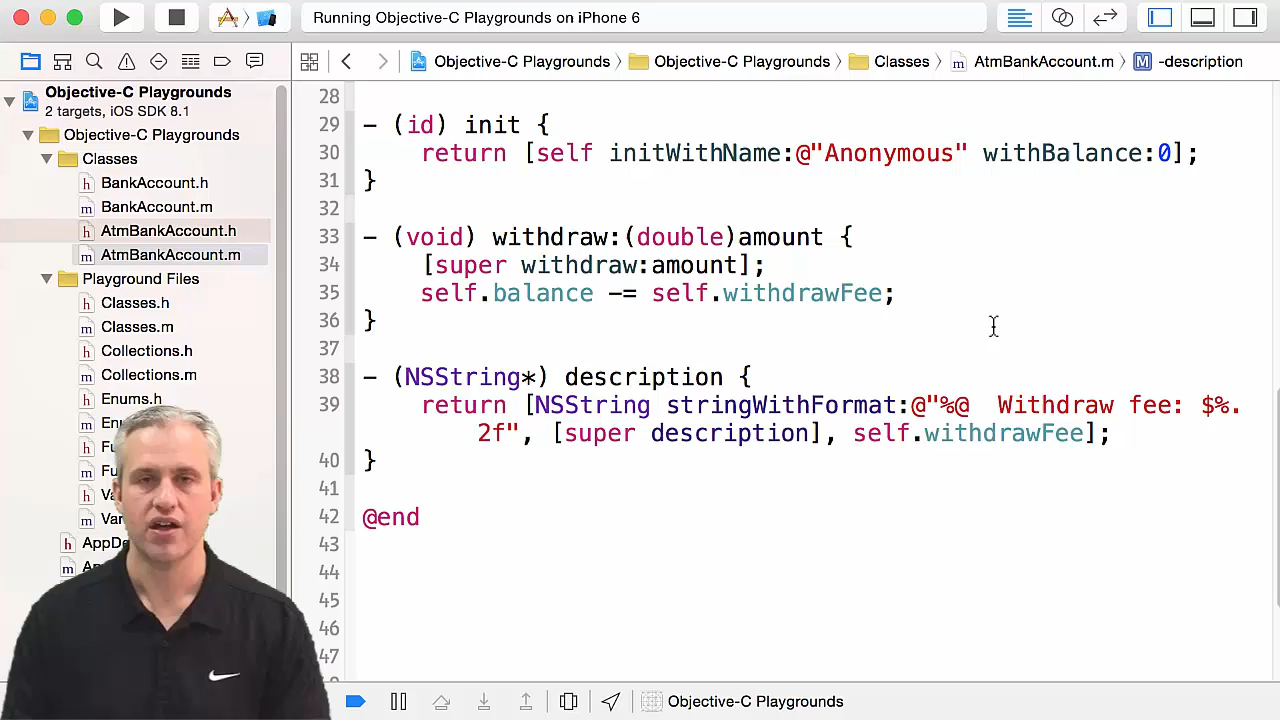 Running Objective-C Playgrounds on iPhone 6
Objective-C Playgrounds
Objective-C Playgrounds
Classes
AtmBankAccount.m
M
-description
Objective-C Playgrounds
2 targets, iOS SDK 8.1
Objective-C Playgrounds
Classes
h BankAccount.h
m BankAccount.m
h AtmBankAccount.h
m AtmBankAccount.m
Playground Files
h Classes.h
m Classes.m
h Collections.h
m Collections.m
h Enums.h
m
h
m
h
m
h
28
29 - (id) init {
30 return [self initWithName:@"Anonymous" withBalance:0];
31 }
32
33 - (void) withdraw:(double)amount {
34 [super withdraw:amount];
35 self.balance -= self.withdrawFee;
36 }
37
38 - (NSString*) description {
39 return [NSString stringWithFormat:@"%@  Withdraw fee: $%.
2f", [super description], self.withdrawFee];
40 }
41
42 @end
43
44
45
46
47
Objective-C Playgrounds